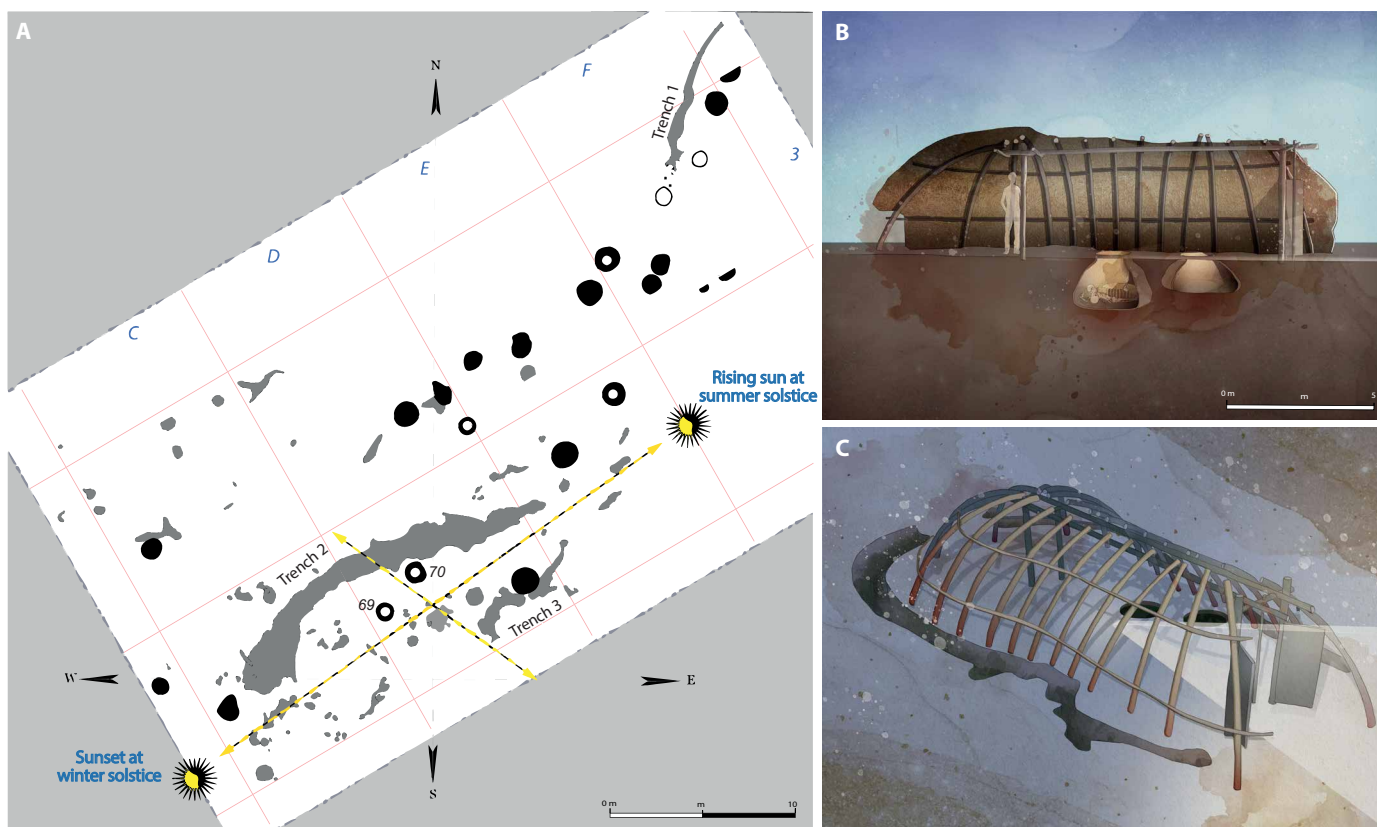 A
N
F
E
D
C
3
Trench 1
Rising sun at
summer solstice
Trench 2
70
69
Trench 3
W
E
Sunset at
winter solstice
S
0 m
m
10
B
0 m
m
5
C